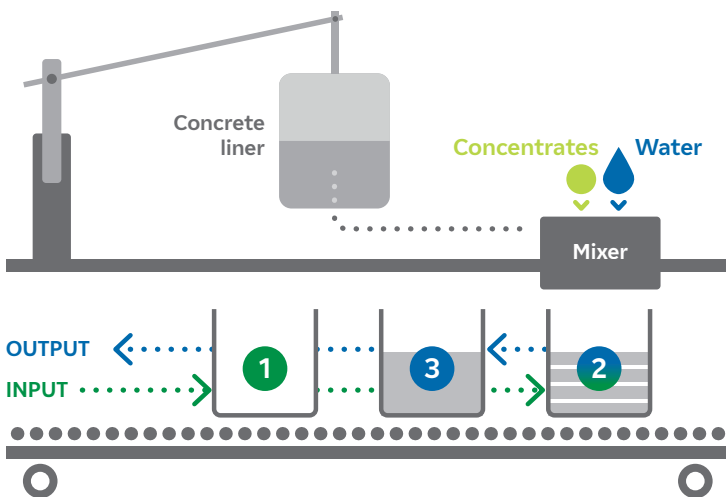 Concrete
liner
Concentrates
Water
Mixer
OUTPUT
INPUT
1
3
2